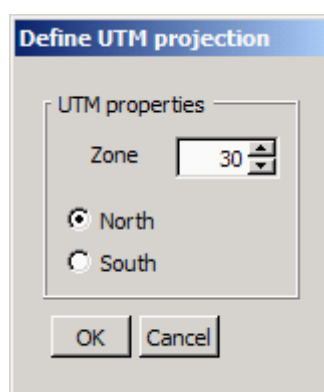 Define UTM projection
UTM properties
Zone 30
North
South
OK Cancel